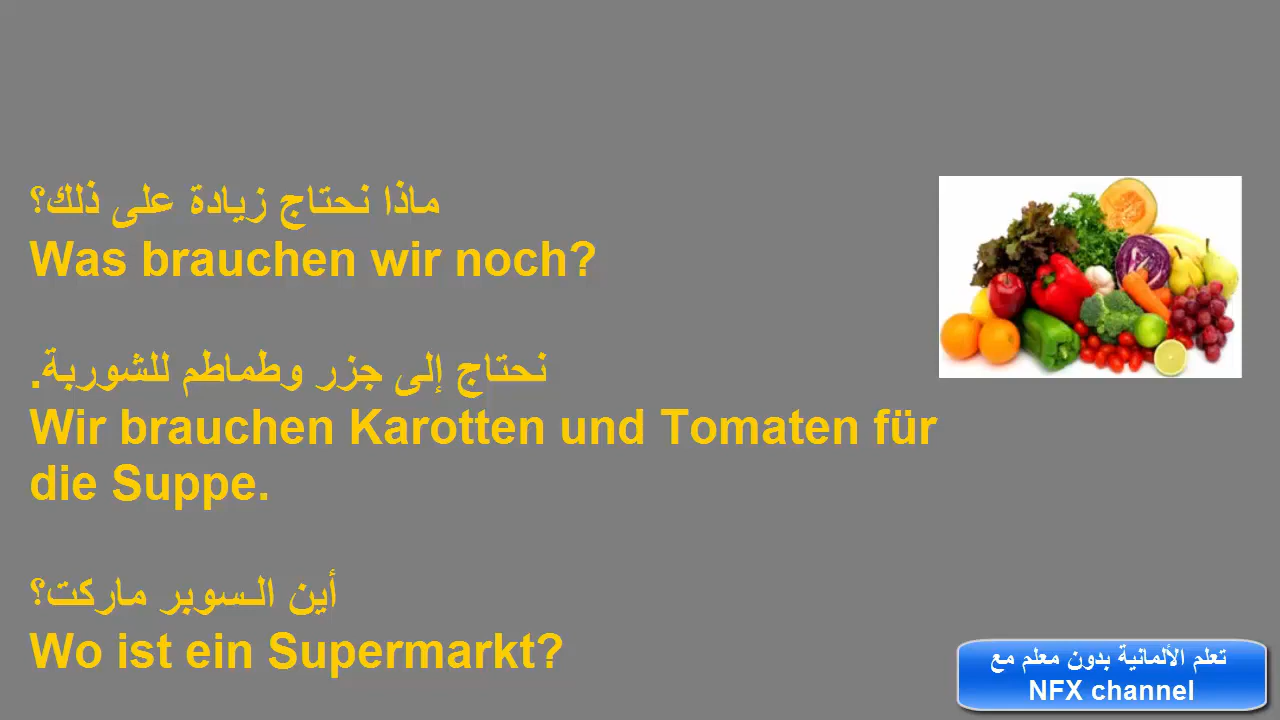 ماذا نحتاج زيادة على ذلك؟
Was brauchen wir noch?
نحتاج إلى جزر وطماطم للشوربة.
Wir brauchen Karotten und Tomaten für
die Suppe.
أين الـسوبر ماركت؟
Wo ist ein Supermarkt?
تعلم الألمانية بدون معلم مع
NFX channel